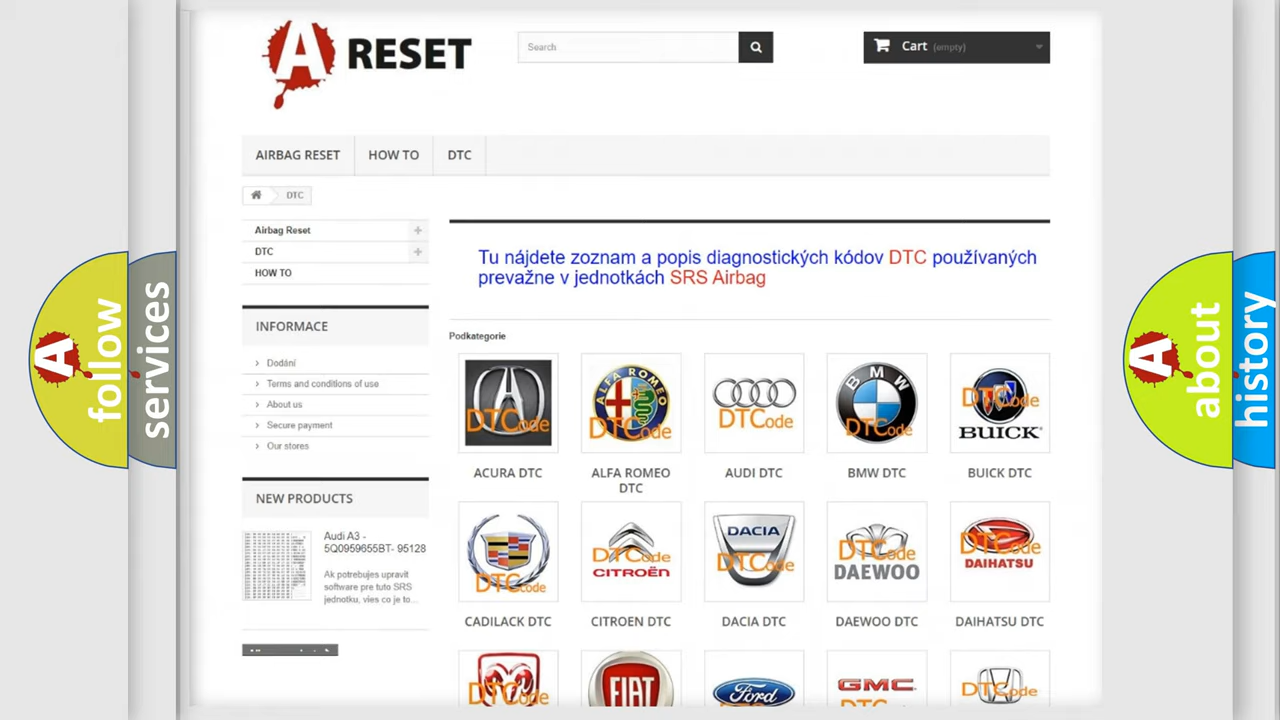 A RESET
Search
Cart (empty)
AIRBAG RESET
HOW TO
DTC
DTC
Airbag Reset
DTC
HOW TO
Tu nájdete zoznam a popis diagnostických kódov DTC používaných
prevažne v jednotkách SRS Airbag
INFORMACE
Dodání
Terms and conditions of use
About us
Secure payment
Our stores
Podkategorie
DTCode
ALFA ROMEO
DTCode
DTCode
BMW
DTCode
DTCode
BUICK
ACURA DTC
ALFA ROMEO
DTC
AUDI DTC
BMW DTC
BUICK DTC
NEW PRODUCTS
Audi A3 -
5Q0959655BT- 95128
Ak potrebujes upravit
software pre tuto SRS
jednotku, vies co je to...
DTCode
DTCode
CITROËN
DACIA
DTCode
DTCode
DAEWOO
DTCode
DAIHATSU
CADILACK DTC
CITROEN DTC
DACIA DTC
DAEWOO DTC
DAIHATSU DTC
DTCode
FIAT
Ford
GMC
DTCode
A follow
services
A about
history